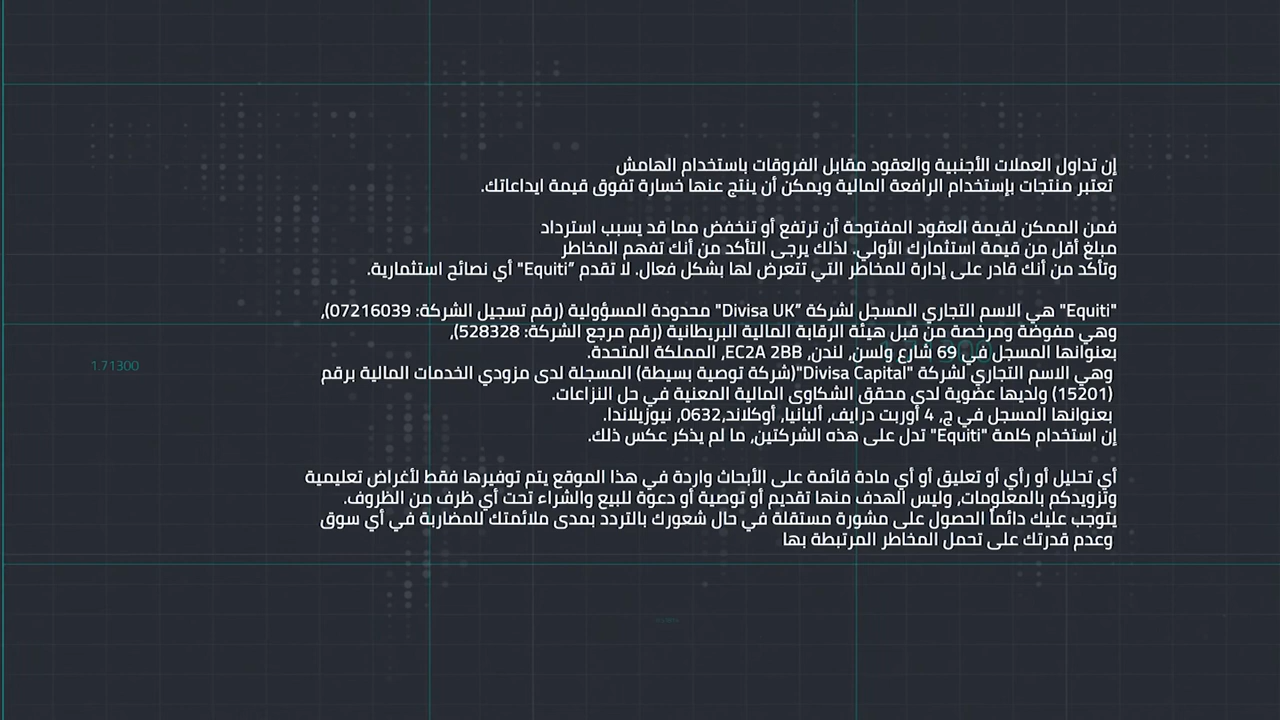 إن تداول العملات الأجنبية والعقود مقابل الفروقات باستخدام الهامش
تعتبر منتجات بإستخدام الرافعة المالية ويمكن أن ينتج عنها خسارة تفوق قيمة ايداعاتك.
فمن الممكن لقيمة العقود المفتوحة أن ترتفع أو تنخفض مما قد يسبب استرداد
مبلغ أقل من قيمة استثمارك الأولي. لذلك يرجى التأكد من أنك تفهم المخاطر
وتأكد من أنك قادر على إدارة للمخاطر التي تتعرض لها بشكل فعال. لا تقدم "Equiti" أي نصائح استثمارية.
"Equiti" هي الاسم التجاري المسجل لشركة "Divisa UK" محدودة المسؤولية (رقم تسجيل الشركة: 07216039),
وهي مفوضة ومرخصة من قبل هيئة الرقابة المالية البريطانية (رقم مرجع الشركة: 528328),
بعنوانها المسجل في 69 شارع ولسن, لندن, EC2A 2BB, المملكة المتحدة.
وهي الاسم التجاري لشركة "Divisa Capital"(شركة توصية بسيطة) المسجلة لدى مزودي الخدمات المالية برقم
(15201) ولديها عضوية لدى محقق الشكاوى المالية المعنية في حل النزاعات.
بعنوانها المسجل في ج, 4 أوربت درايف, ألبانيا, أوكلاند,0632, نيوزيلاندا.
إن استخدام كلمة "Equiti" تدل على هذه الشركتين, ما لم يذكر عكس ذلك.
أي تحليل أو رأي أو تعليق أو أي مادة قائمة على الأبحاث واردة في هذا الموقع يتم توفيرها فقط لأغراض تعليمية
وتزويدكم بالمعلومات, وليس الهدف منها تقديم أو توصية أو دعوة للبيع والشراء تحت أي ظرف من الظروف.
يتوجب عليك دائماً الحصول على مشورة مستقلة في حال شعورك بالتردد بمدى ملائمتك للمضاربة في أي سوق
وعدم قدرتك على تحمل المخاطر المرتبطة بها
1.71300